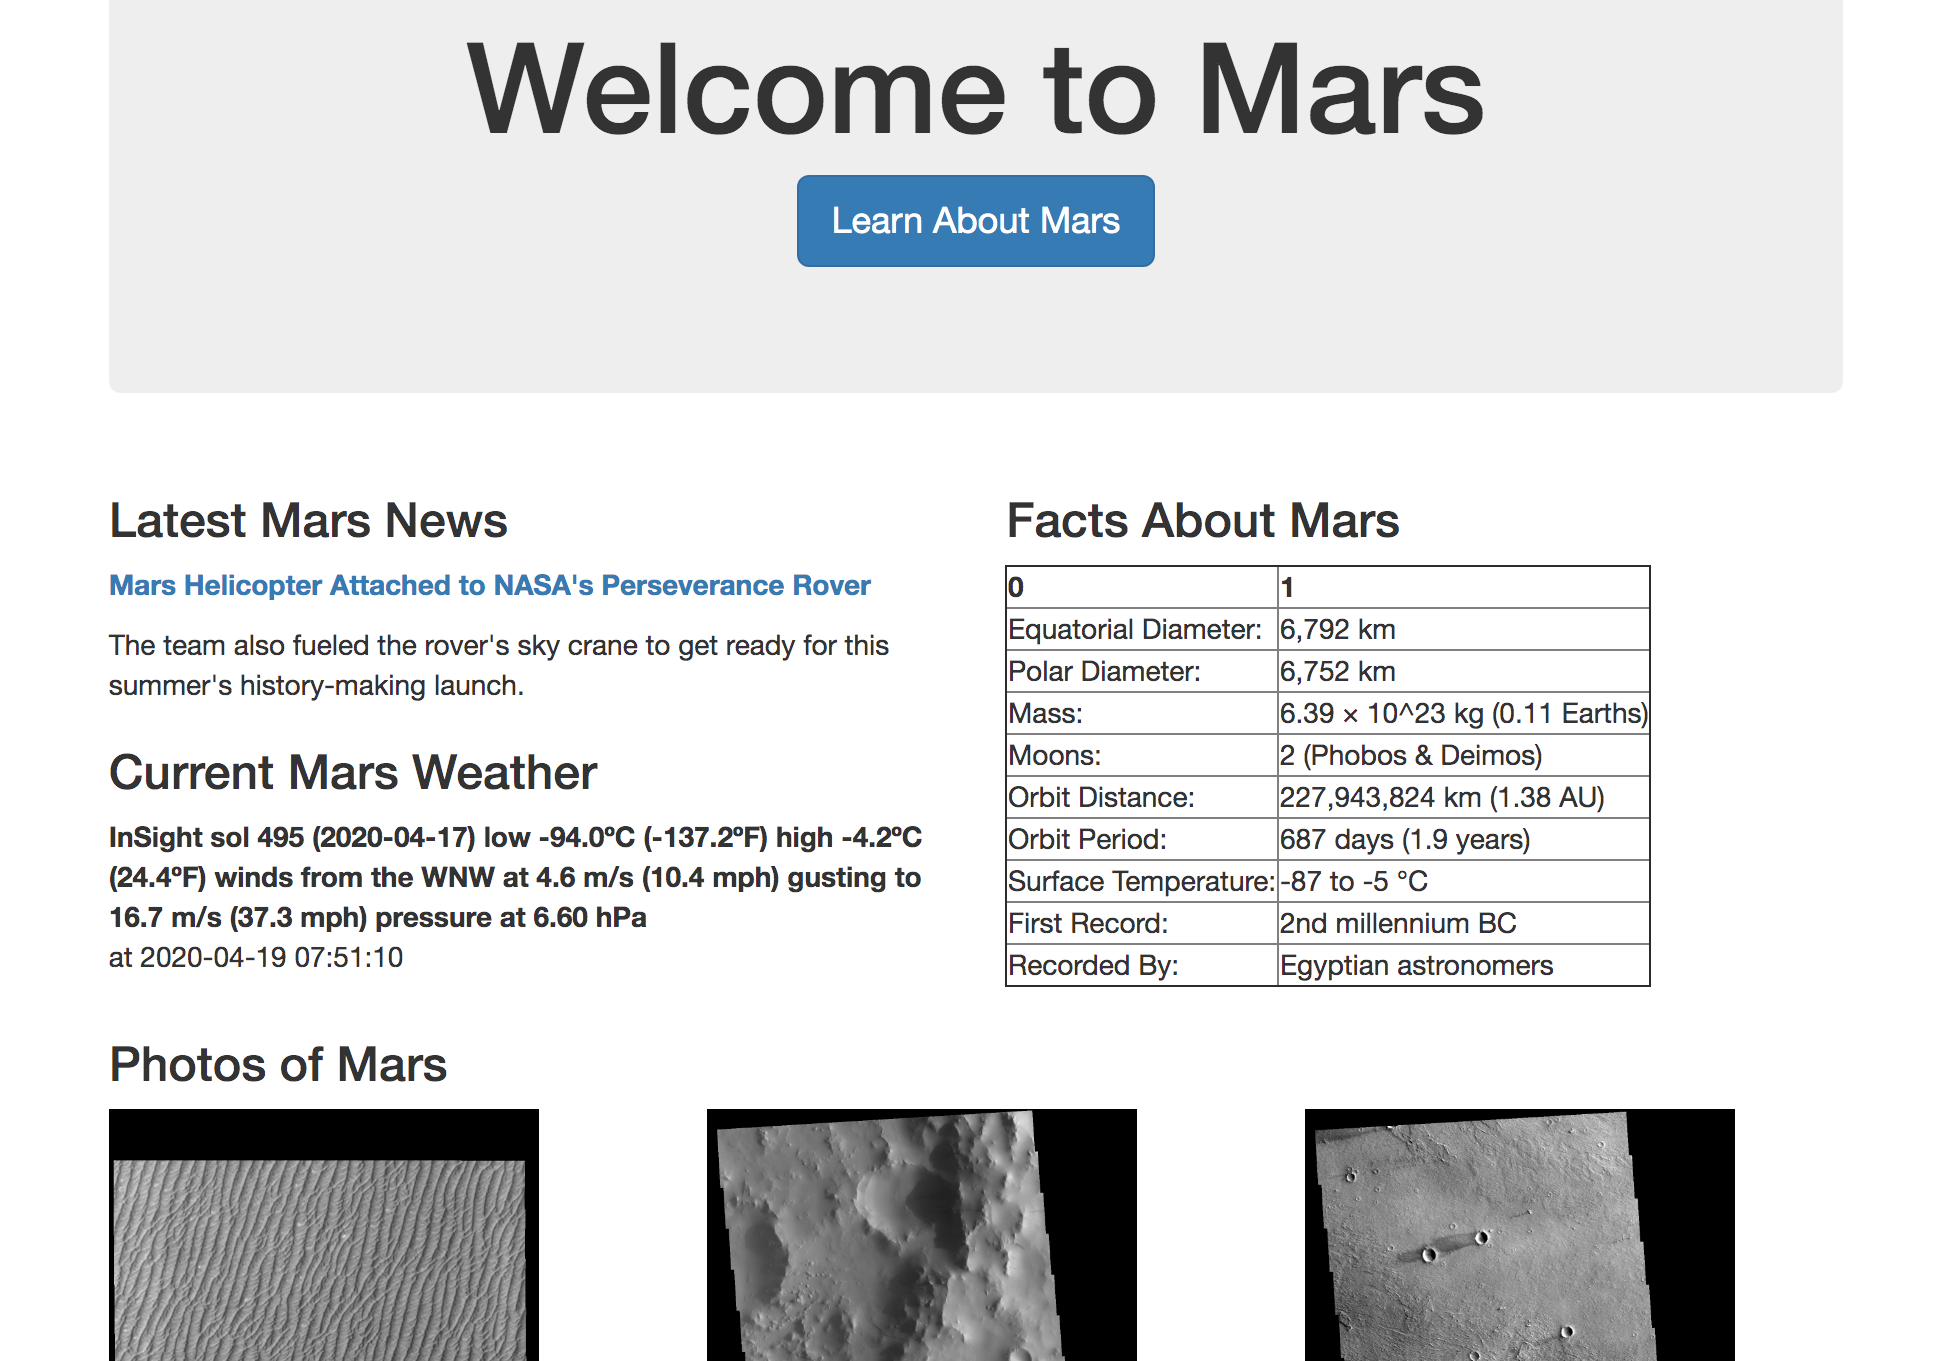 Welcome to Mars
Learn About Mars
Latest Mars News
Mars Helicopter Attached to NASA's Perseverance Rover
The team also fueled the rover's sky crane to get ready for this
summer's history-making launch.
Current Mars Weather
InSight sol 495 (2020-04-17) low -94.0ºC (-137.2ºF) high -4.2ºC
(24.4ºF) winds from the WNW at 4.6 m/s (10.4 mph) gusting to
16.7 m/s (37.3 mph) pressure at 6.60 hPa
at 2020-04-19 07:51:10
Facts About Mars
0 1
Equatorial Diameter: 6,792 km
Polar Diameter: 6,752 km
Mass: 6.39 × 10^23 kg (0.11 Earths)
Moons: 2 (Phobos & Deimos)
Orbit Distance: 227,943,824 km (1.38 AU)
Orbit Period: 687 days (1.9 years)
Surface Temperature: -87 to -5 °C
First Record: 2nd millennium BC
Recorded By: Egyptian astronomers
Photos of Mars